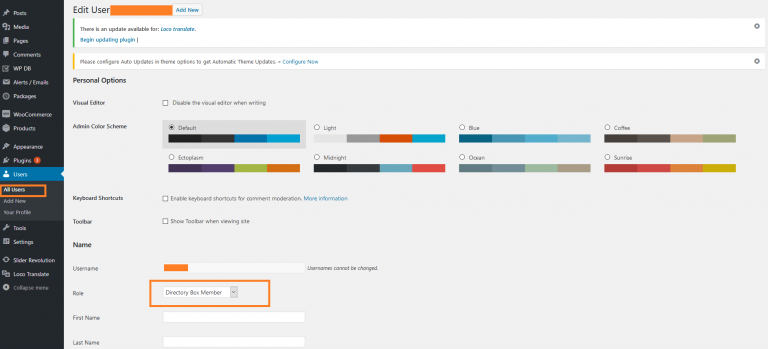 Posts
Media
Pages
Comments
WP DB
Alerts / Emails
Packages
WooCommerce
Products
Appearance
Plugins 1
Users
All Users
Add New
Your Profile
Tools
Settings
Slider Revolution
Loco Translate
Collapse menu
Edit User Add New
There is an update available for: Loco translate.
Begin updating plugin |
Please configure Auto Updates in theme options to get Automatic Theme Updates. - Configure Now
Personal Options
Visual Editor Disable the visual editor when writing
Admin Color Scheme Default Light Blue Coffee
Ectoplasm Midnight Ocean Sunrise
Keyboard Shortcuts Enable keyboard shortcuts for comment moderation. More information
Toolbar Show Toolbar when viewing site
Name
Username Usernames cannot be changed.
Role Directory Box Member
First Name
Last Name